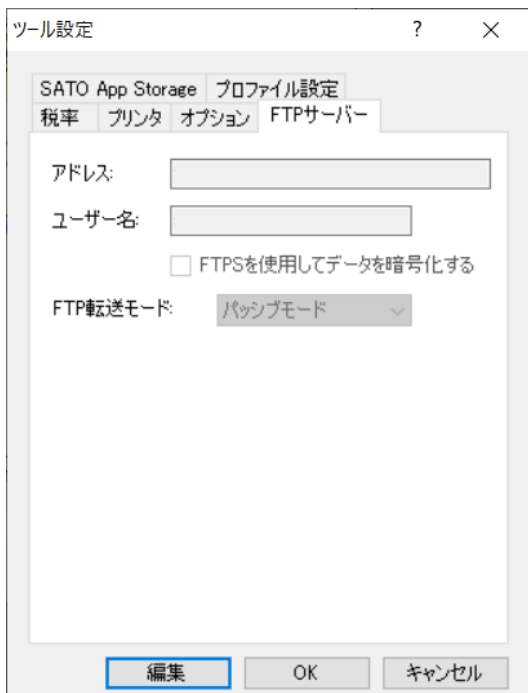 ツール設定 ?
SATO App Storage プロファイル設定
税率 プリンタ オプション FTPサーバー
アドレス:
ユーザー名:
FTPSを使用してデータを暗号化する
FTP転送モード: パッシブモード
編集 OK キャンセル